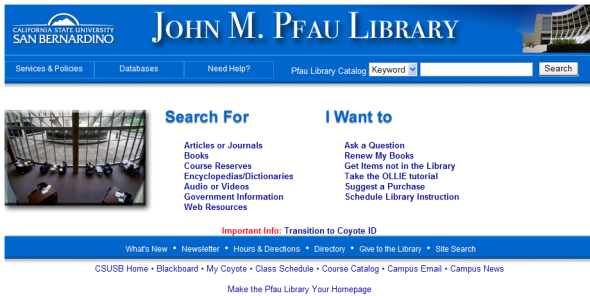 CALIFORNIA STATE UNIVERSITY
SAN BERNARDINO
JOHN M. PFAU LIBRARY
Services & Policies Databases Need Help? Pfau Library Catalog Keyword Search
Search For
Articles or Journals
Books
Course Reserves
Encyclopedias/Dictionaries
Audio or Videos
Government Information
Web Resources
I Want to
Ask a Question
Renew My Books
Get Items not in the Library
Take the OLLIE tutorial
Suggest a Purchase
Schedule Library Instruction
Important Info: Transition to Coyote ID
What's New • Newsletter • Hours & Directions • Directory • Give to the Library • Site Search
CSUSB Home • Blackboard • My Coyote • Class Schedule • Course Catalog • Campus Email • Campus News
Make the Pfau Library Your Homepage